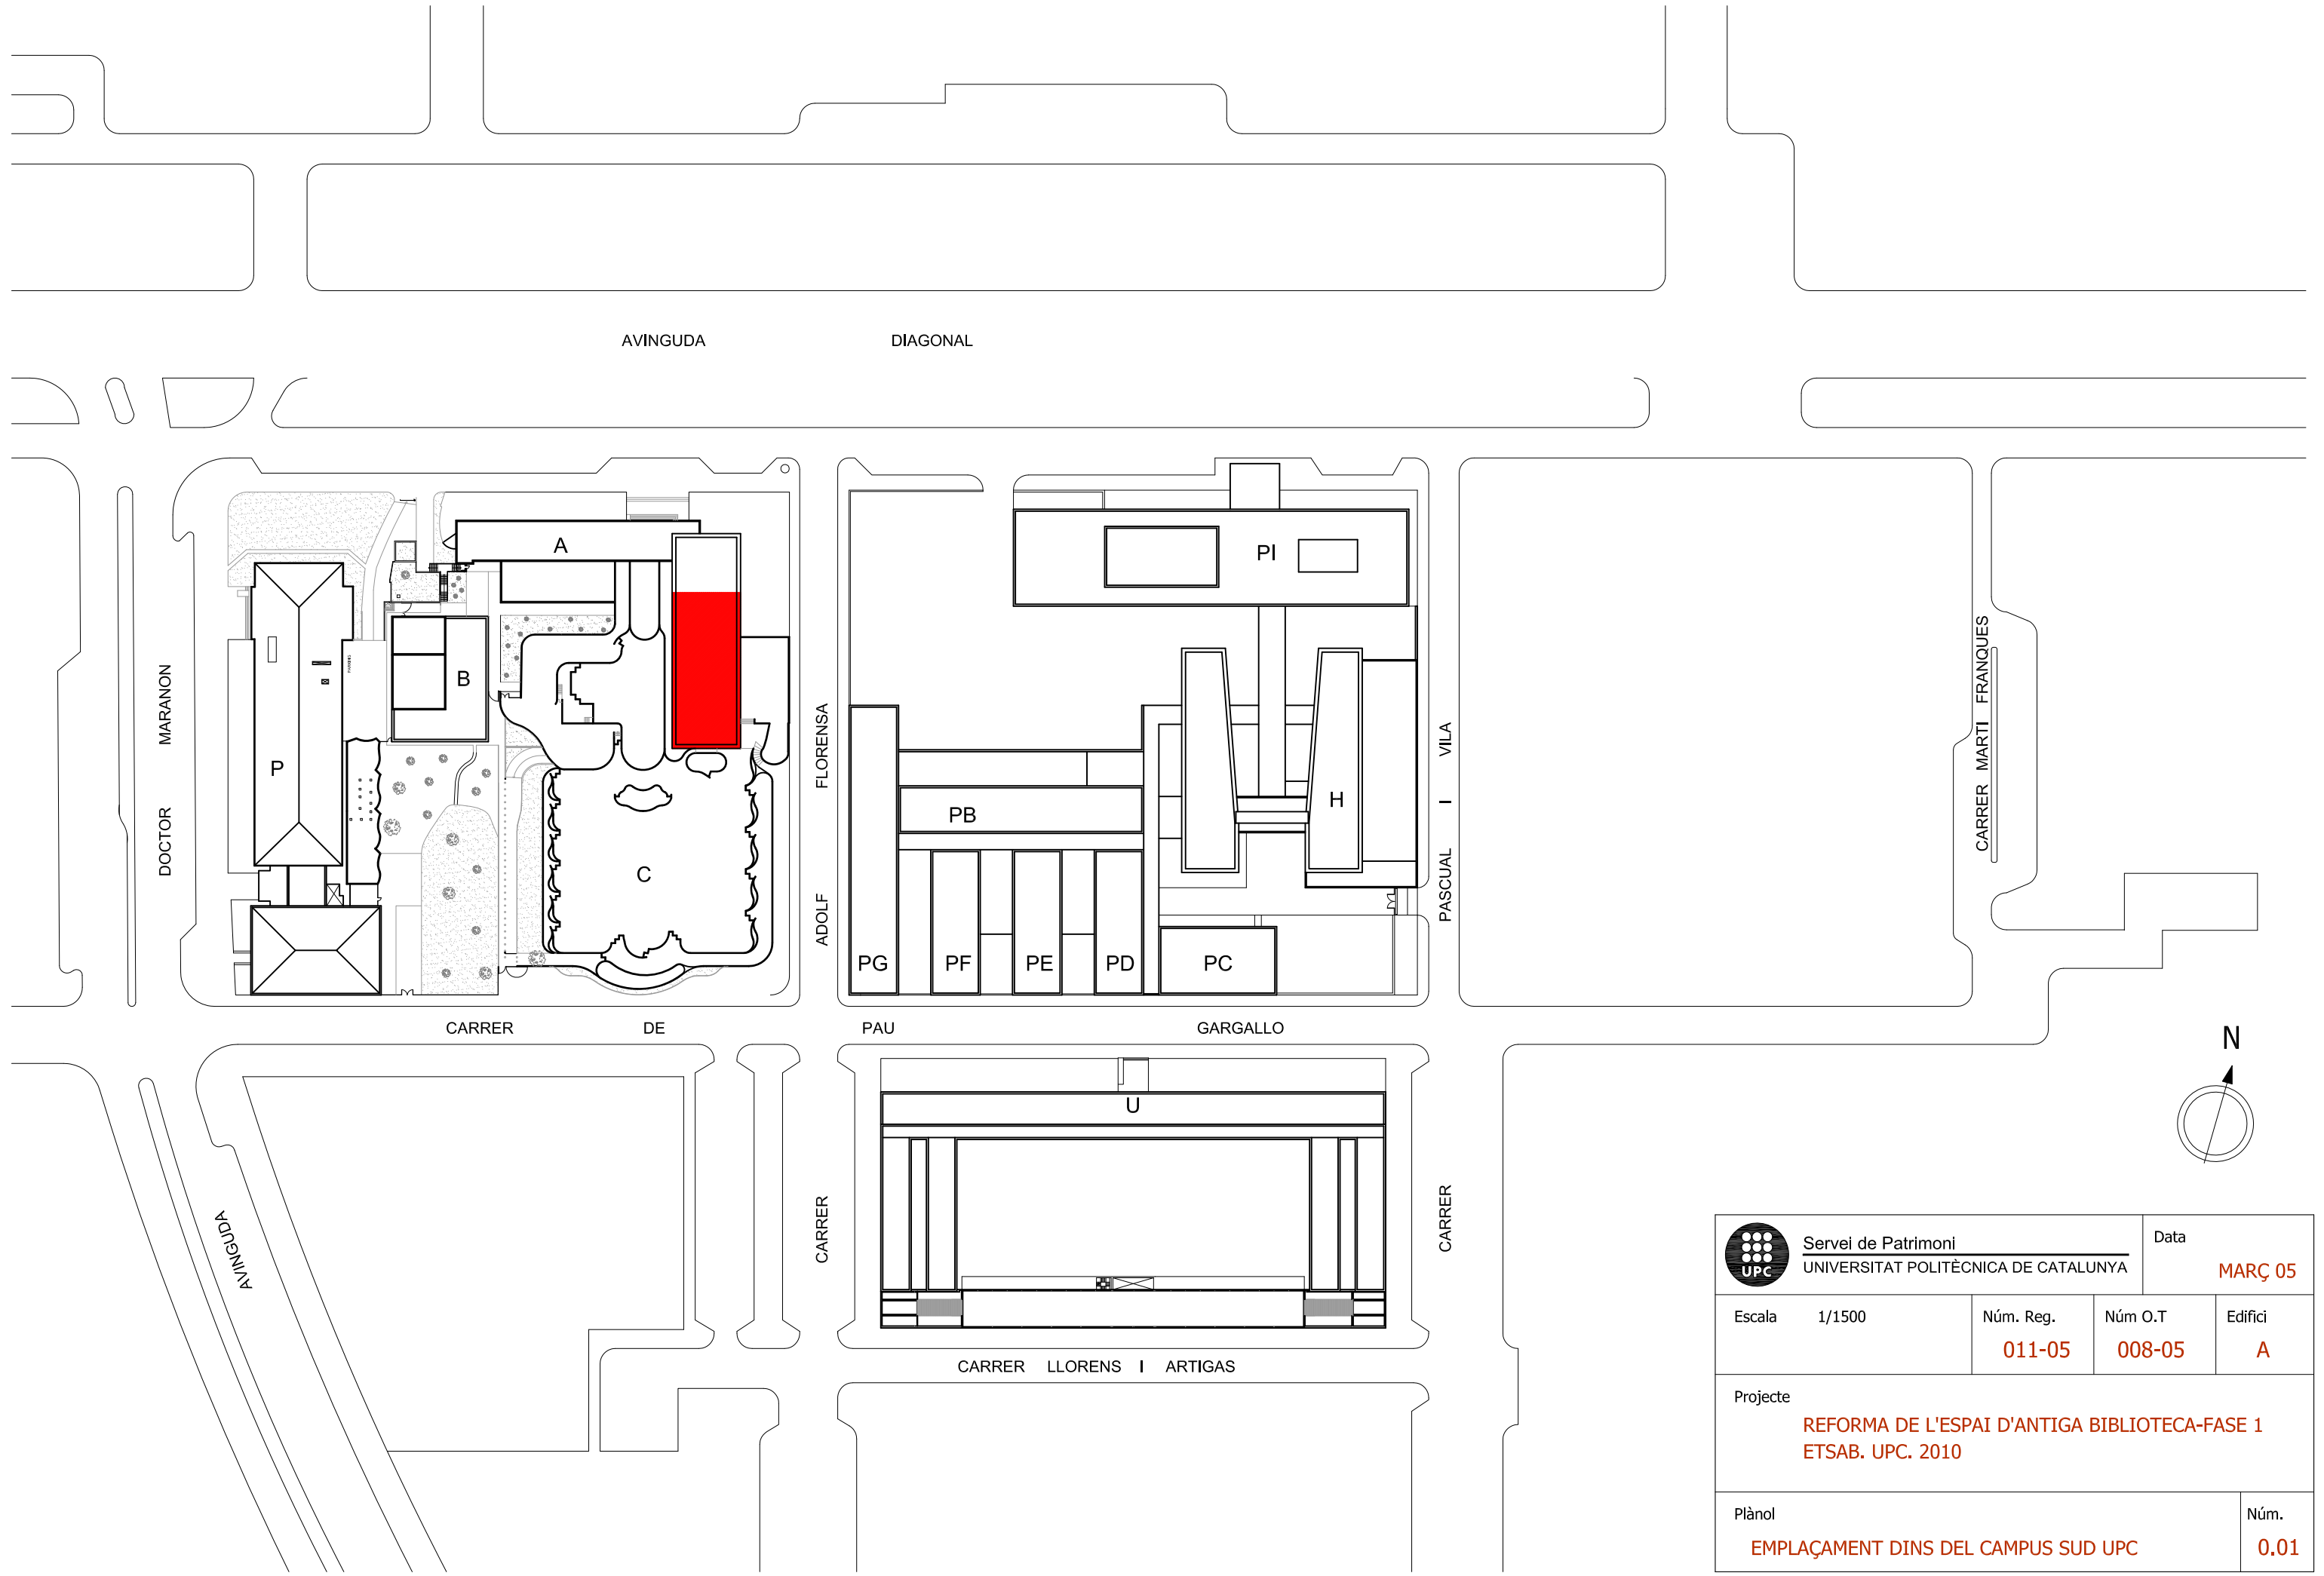 AVINGUDA DIAGONAL
A
PI
B
P
C
DOCTOR MARANON
AVINGUDA
ADOLF FLORENSA
CARRER
PB
H
PG
PF
PE
PD
PC
PASCUAL I VILA
CARRER
CARRER MARTI FRANQUES
CARRER DE PAU GARGALLO
U
CARRER LLORENS I ARTIGAS
N
UPC
Servei de Patrimoni
UNIVERSITAT POLITÈCNICA DE CATALUNYA
Data
MARÇ 05
Escala 1/1500
Núm. Reg.
011-05
Núm O.T
008-05
Edifici
A
Projecte
REFORMA DE L'ESPAI D'ANTIGA BIBLIOTECA-FASE 1
ETSAB. UPC. 2010
Plànol
EMPLAÇAMENT DINS DEL CAMPUS SUD UPC
Núm.
0.01